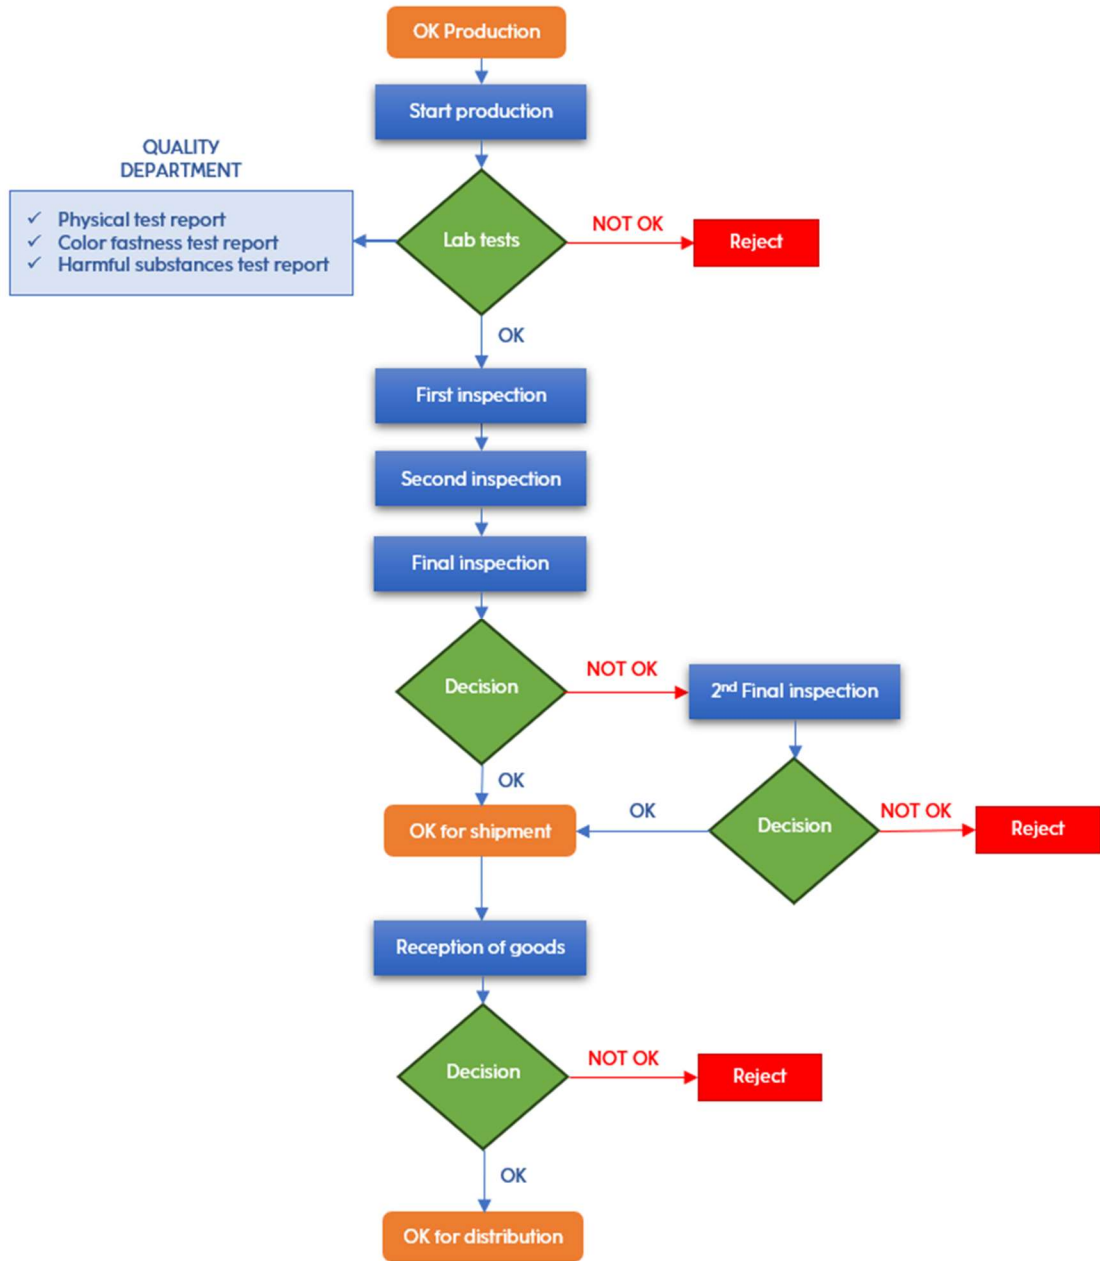 OK Production
Start production
QUALITY
DEPARTMENT
✓ Physical test report
✓ Color fastness test report
✓ Harmful substances test report
Lab tests
NOT OK
Reject
OK
First inspection
Second inspection
Final inspection
Decision
NOT OK
2nd Final inspection
OK
OK for shipment
OK
Decision
NOT OK
Reject
Reception of goods
Decision
NOT OK
Reject
OK
OK for distribution